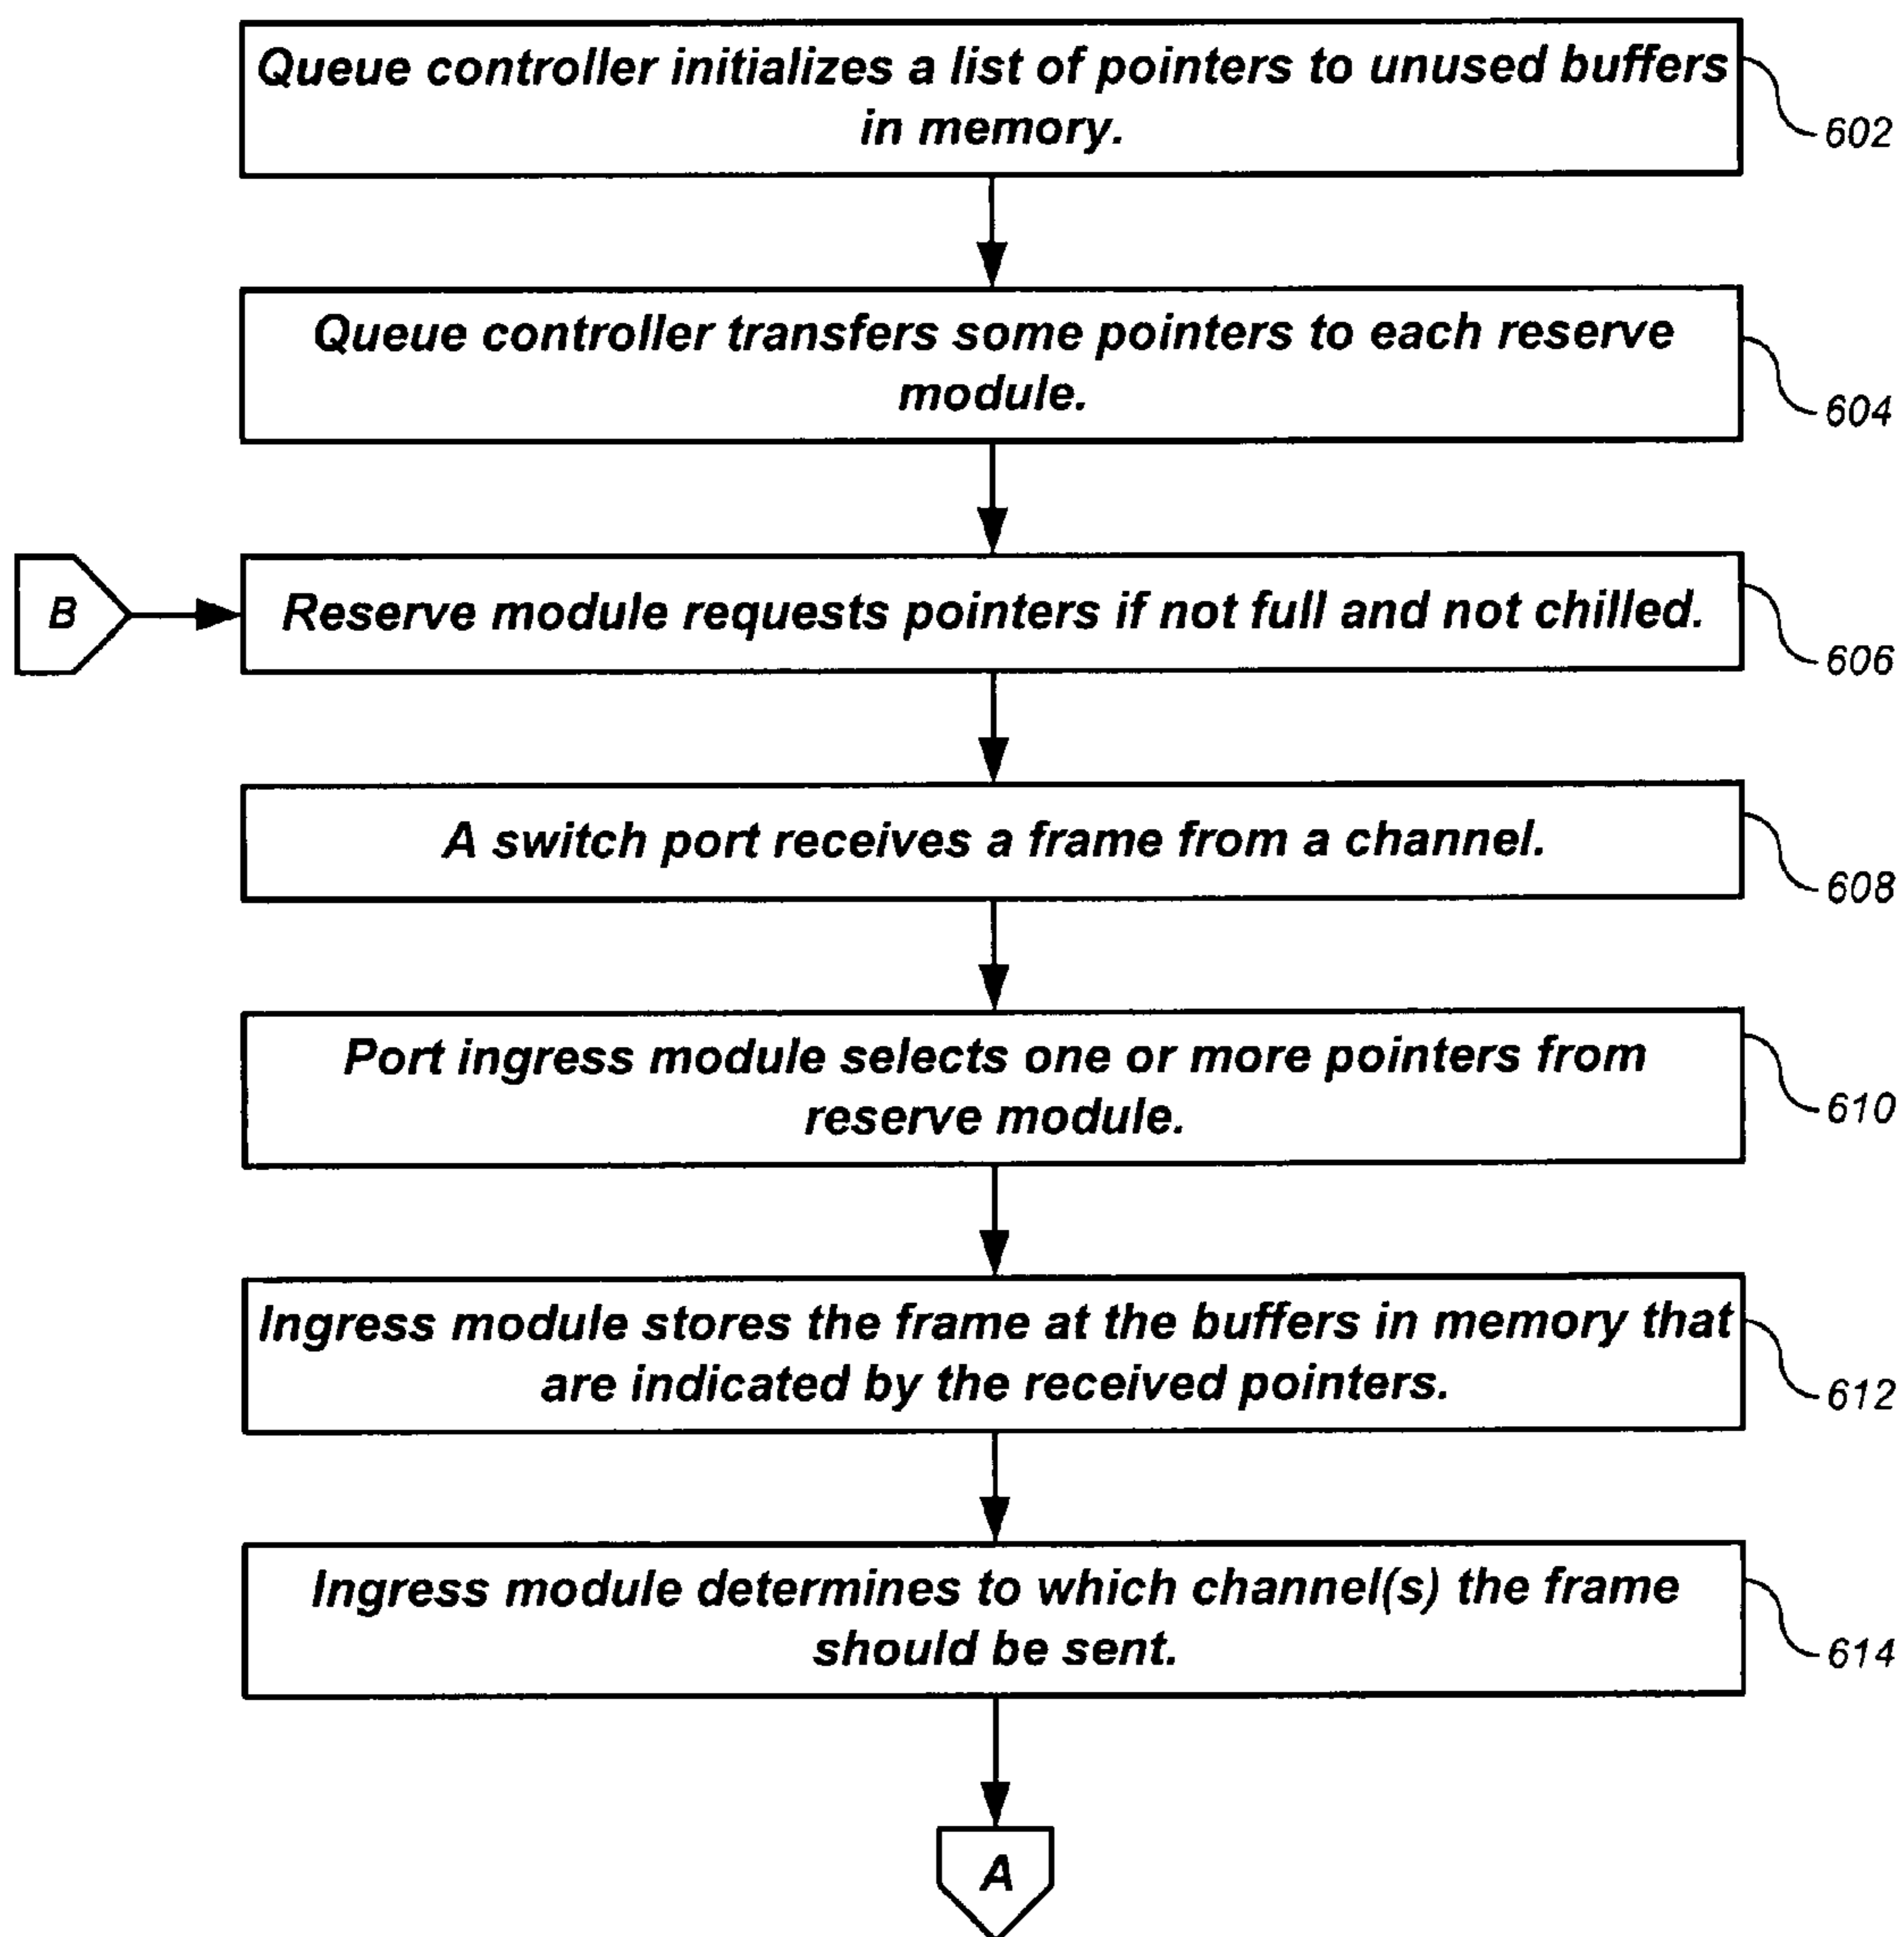 Queue controller initializes a list of pointers to unused buffers
in memory.
602
Queue controller transfers some pointers to each reserve
module.
604
B
Reserve module requests pointers if not full and not chilled.
606
A switch port receives a frame from a channel.
608
Port ingress module selects one or more pointers from
reserve module.
610
Ingress module stores the frame at the buffers in memory that
are indicated by the received pointers.
612
Ingress module determines to which channel(s) the frame
should be sent.
614
A